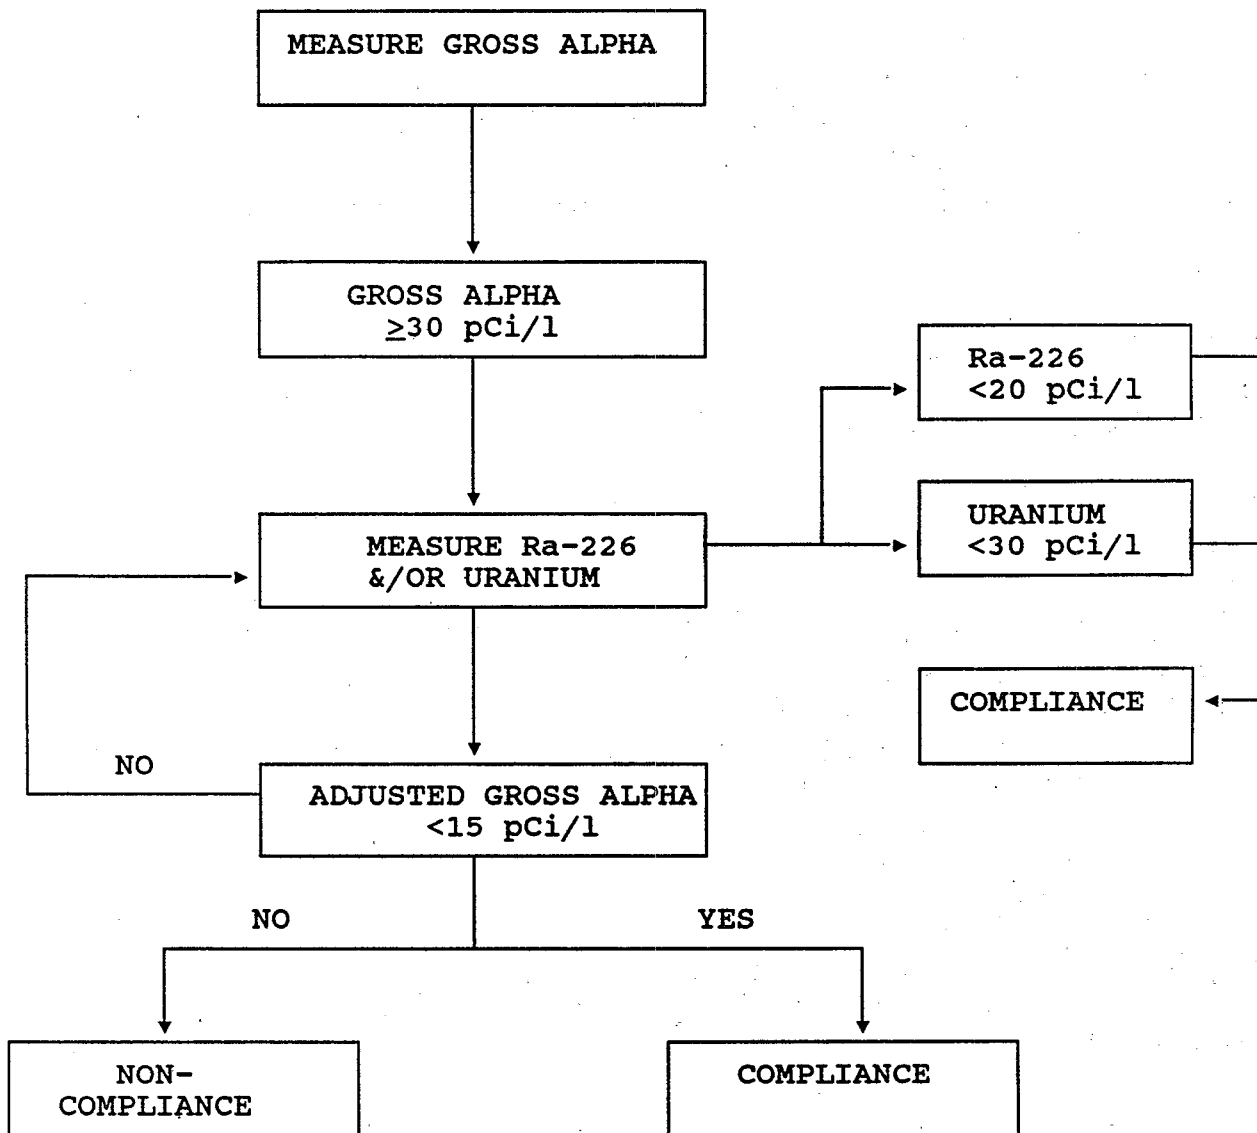 MEASURE GROSS ALPHA
GROSS ALPHA
≥30 pCi/l
Ra-226
<20 pCi/l
MEASURE Ra-226
&/OR URANIUM
URANIUM
<30 pCi/l
COMPLIANCE
NO
ADJUSTED GROSS ALPHA
<15 pCi/l
NO
YES
NON-
COMPLIANCE
COMPLIANCE